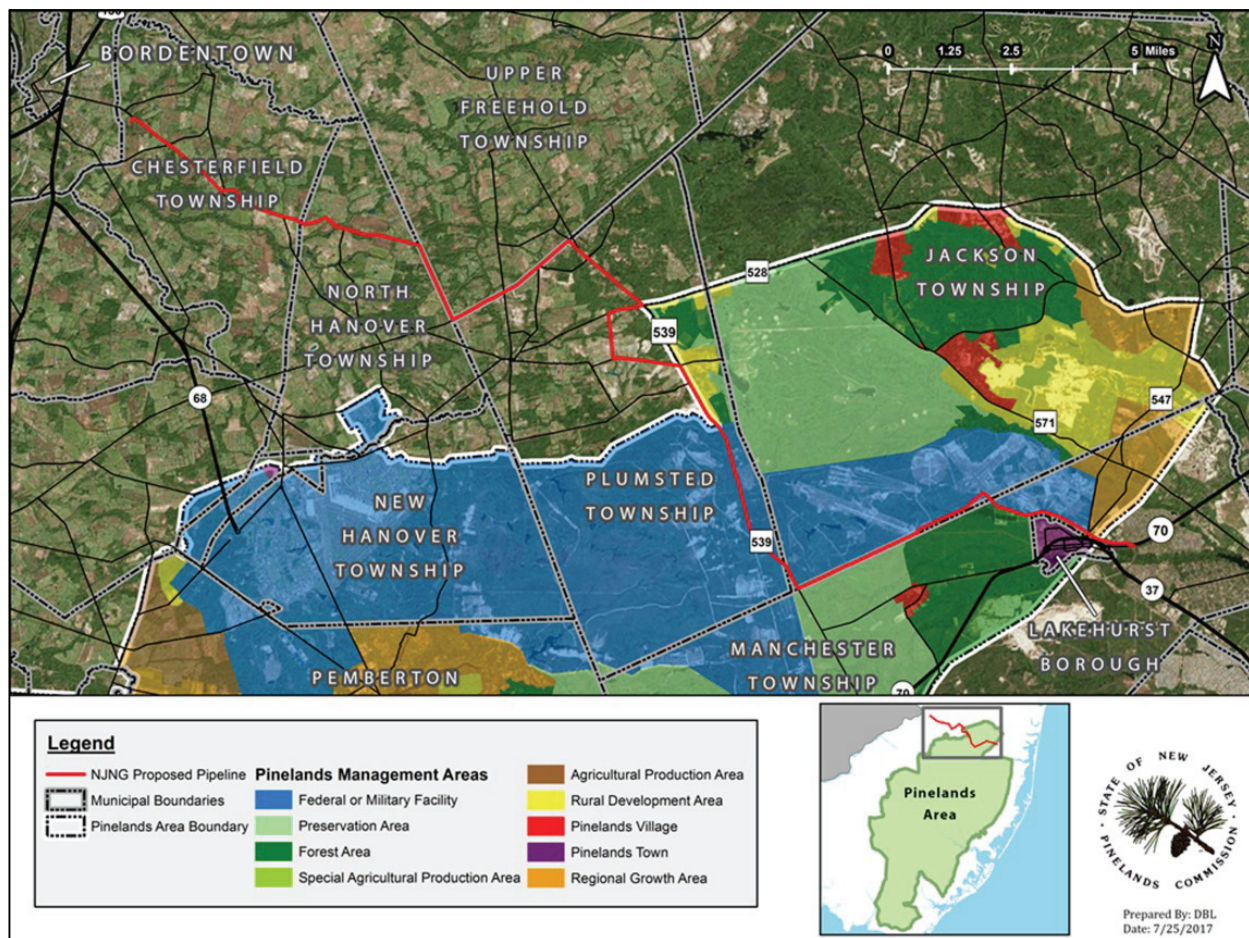 BORDENTOWN
UPPER
FREEHOLD
TOWNSHIP
0 1.25 2.5 5 Miles
N
CHESTERFIELD
TOWNSHIP
JACKSON
TOWNSHIP
528
NORTH
HANOVER
TOWNSHIP
539
68
547
571
PLUMSTED
TOWNSHIP
NEW
HANOVER
TOWNSHIP
539
70
37
LAKEHURST
BOROUGH
MANCHESTER
TOWNSHIP
PEMBERTON
70
Legend
NJNG Proposed Pipeline
Municipal Boundaries
Pinelands Area Boundary
Pinelands Management Areas
Federal or Military Facility
Preservation Area
Forest Area
Special Agricultural Production Area
Agricultural Production Area
Rural Development Area
Pinelands Village
Pinelands Town
Regional Growth Area
Pinelands
Area
STATE OF NEW JERSEY
PINELANDS COMMISSION
Prepared By: DBL
Date: 7/25/2017